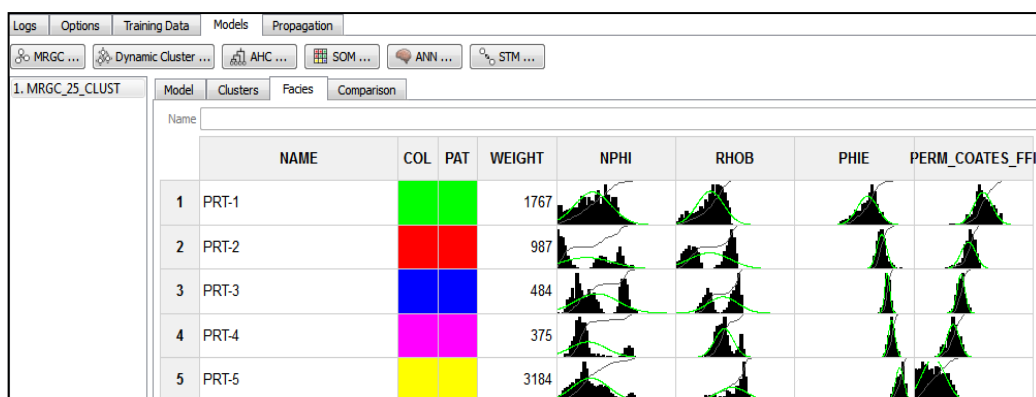 Logs Options Training Data Models Propagation
MRGC ... Dynamic Cluster ... AHC ... SOM ... ANN ... STM ...
1. MRGC_25_CLUST Model Clusters Facies Comparison
Name
NAME COL PAT WEIGHT NPHI RHOB PHIE PERM_COATES_FFI
1 PRT-1 1767
2 PRT-2 987
3 PRT-3 484
4 PRT-4 375
5 PRT-5 3184